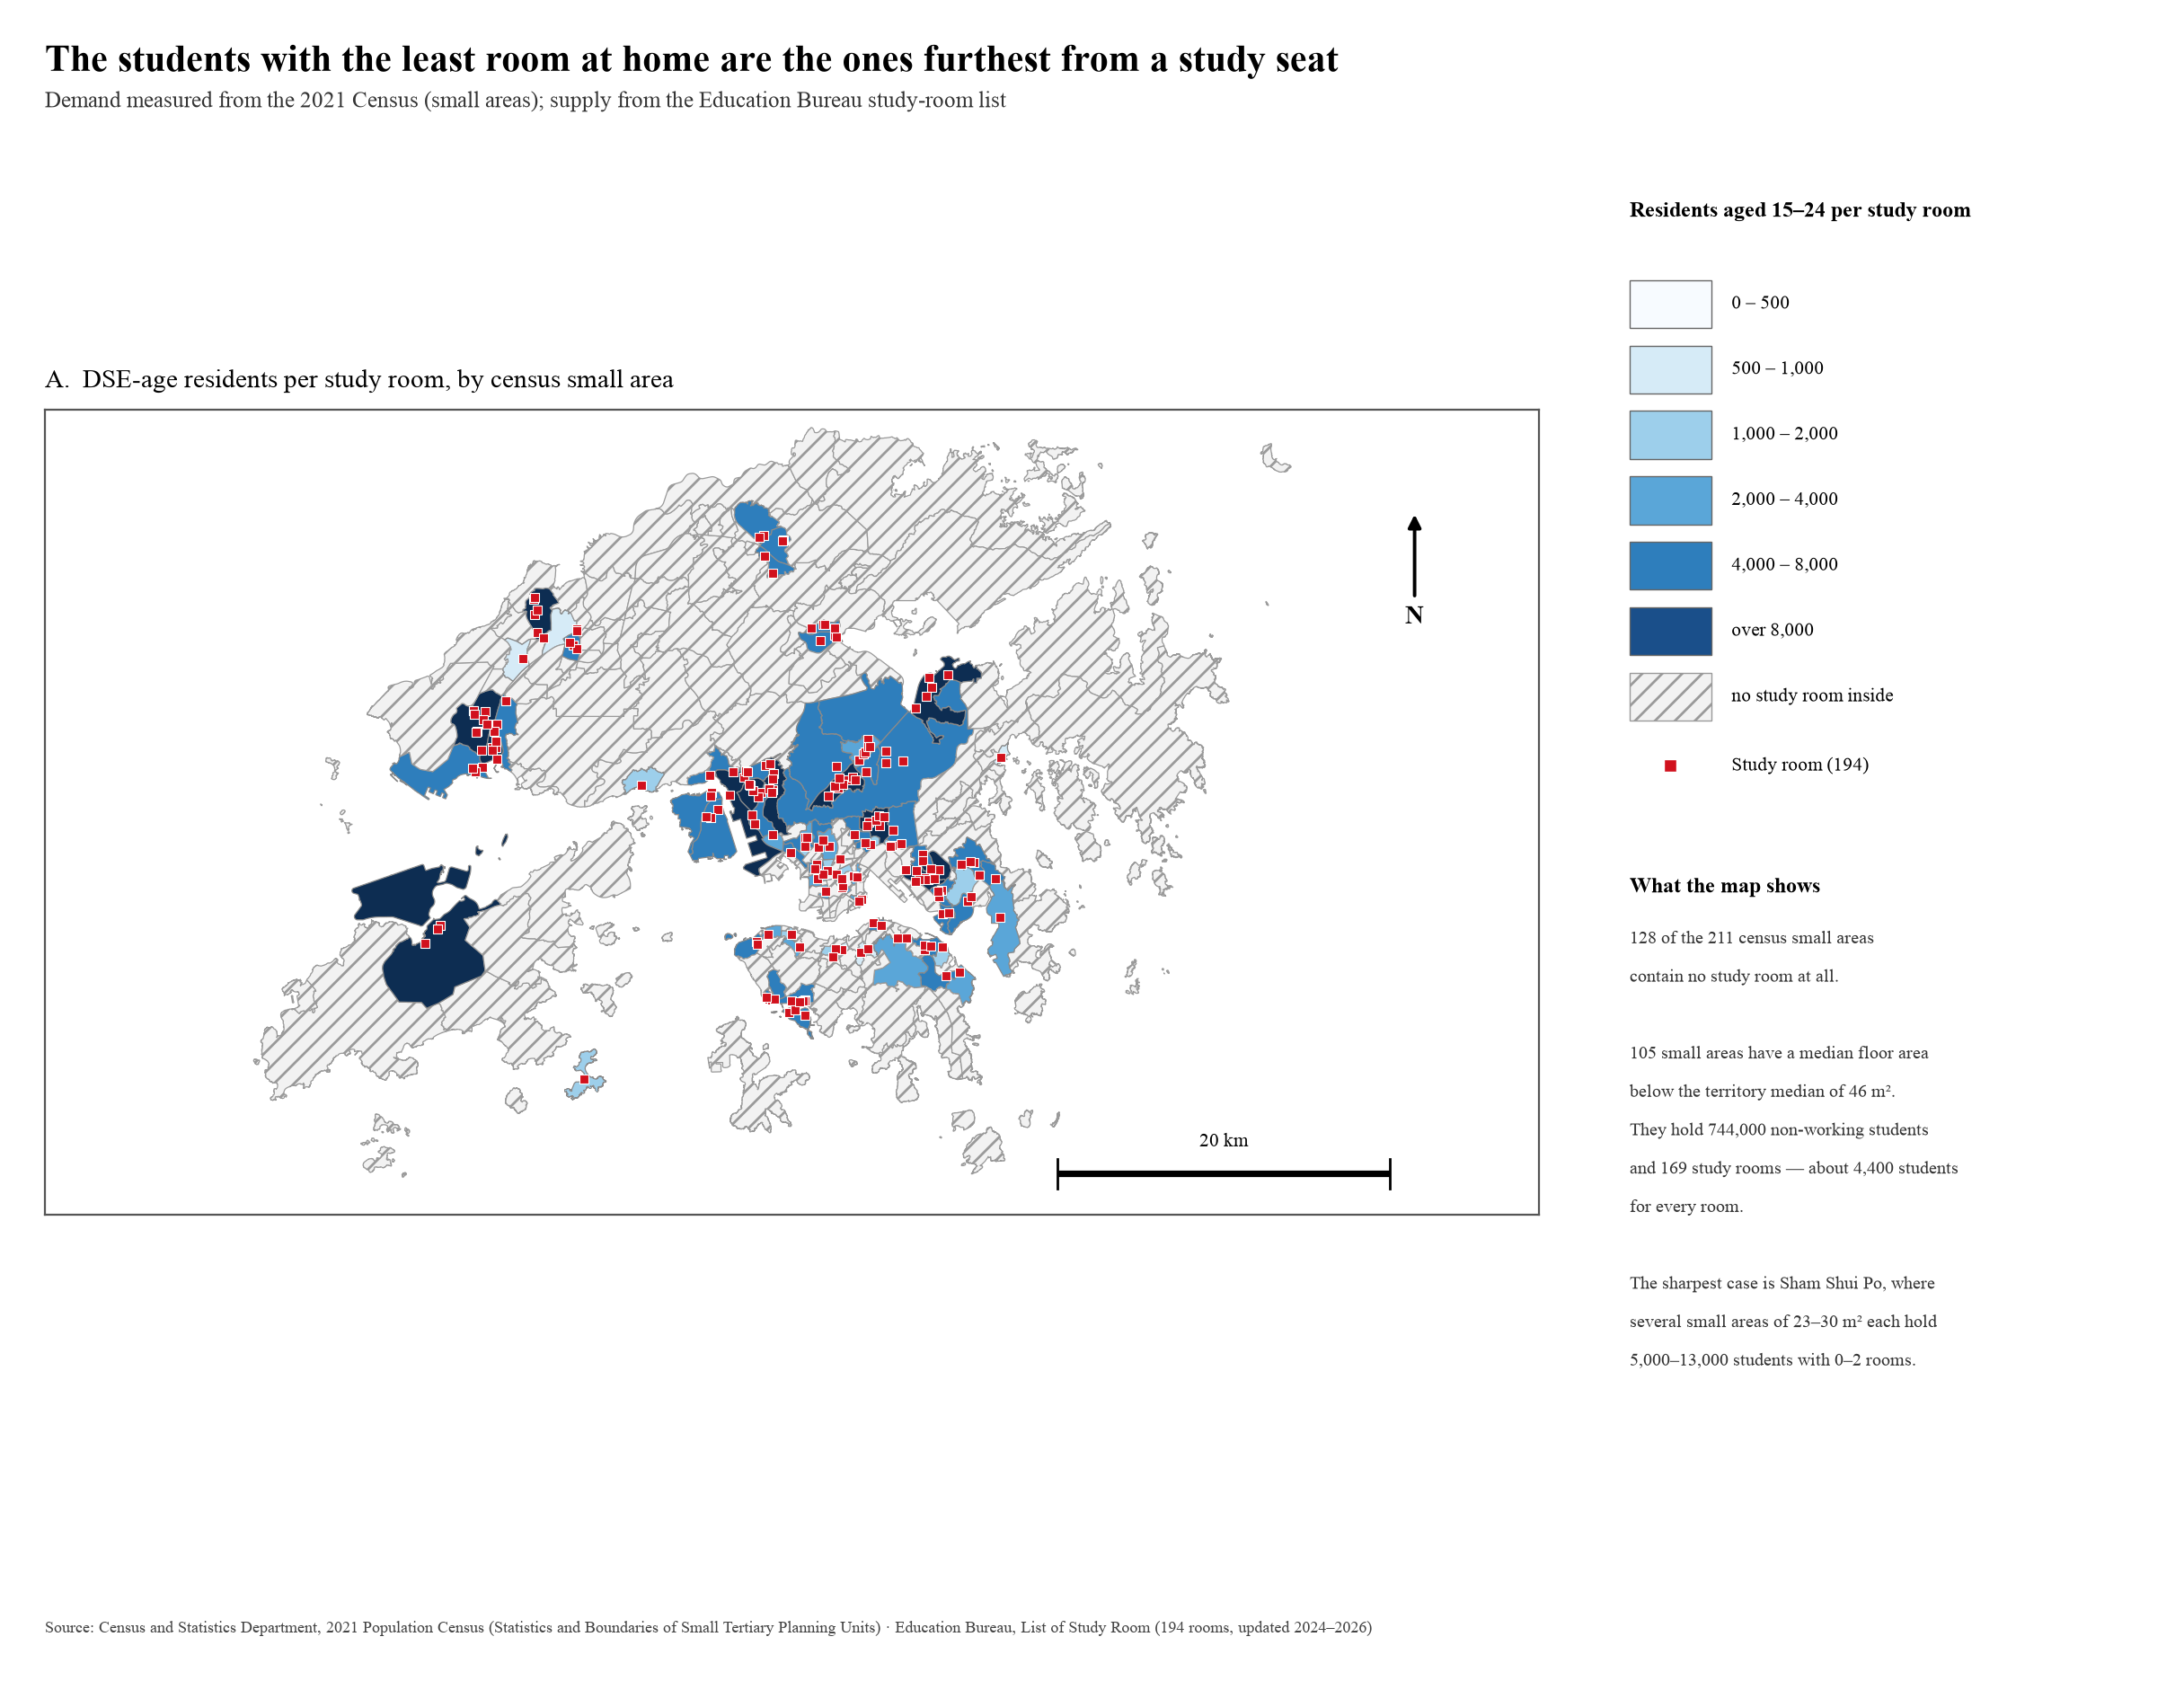 The students with the least room at home are the ones furthest from a study seat
Demand measured from the 2021 Census (small areas); supply from the Education Bureau study-room list
A. DSE-age residents per study room, by census small area
N
20 km
Residents aged 15–24 per study room
0 – 500
500 – 1,000
1,000 – 2,000
2,000 – 4,000
4,000 – 8,000
over 8,000
no study room inside
Study room (194)
What the map shows
128 of the 211 census small areas
contain no study room at all.
105 small areas have a median floor area
below the territory median of 46 m².
They hold 744,000 non-working students
and 169 study rooms — about 4,400 students
for every room.
The sharpest case is Sham Shui Po, where
several small areas of 23–30 m² each hold
5,000–13,000 students with 0–2 rooms.
Source: Census and Statistics Department, 2021 Population Census (Statistics and Boundaries of Small Tertiary Planning Units) · Education Bureau, List of Study Room (194 rooms, updated 2024–2026)